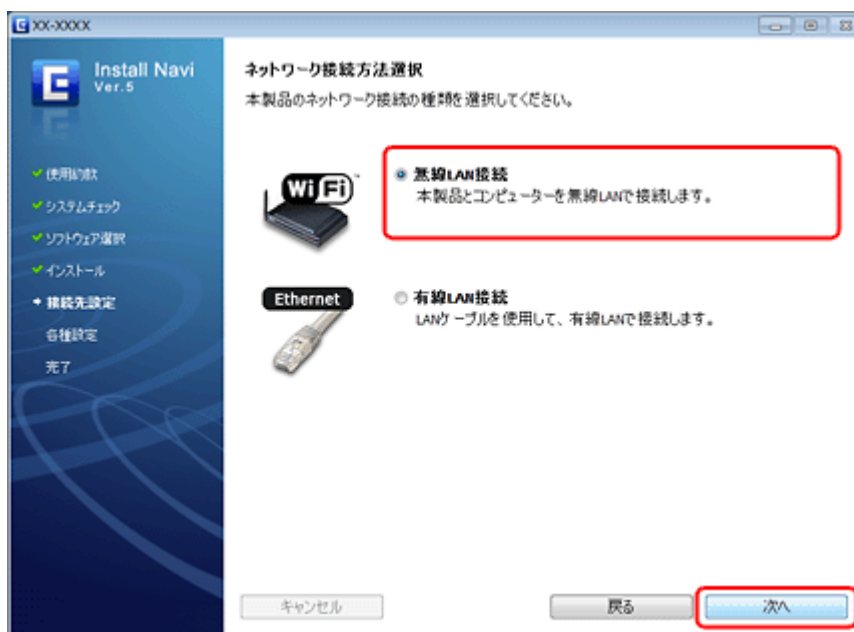 XX-XXXX
Install Navi
Ver.5
使用約款
システムチェック
ソフトウェア選択
インストール
接続先設定
各種設定
完了
ネットワーク接続方法選択
本製品のネットワーク接続の種類を選択してください。
Wi Fi
無線LAN接続
本製品とコンピューターを無線LANで接続します。
Ethernet
有線LAN接続
LANケーブルを使用して、有線LANで接続します。
キャンセル
戻る
次へ